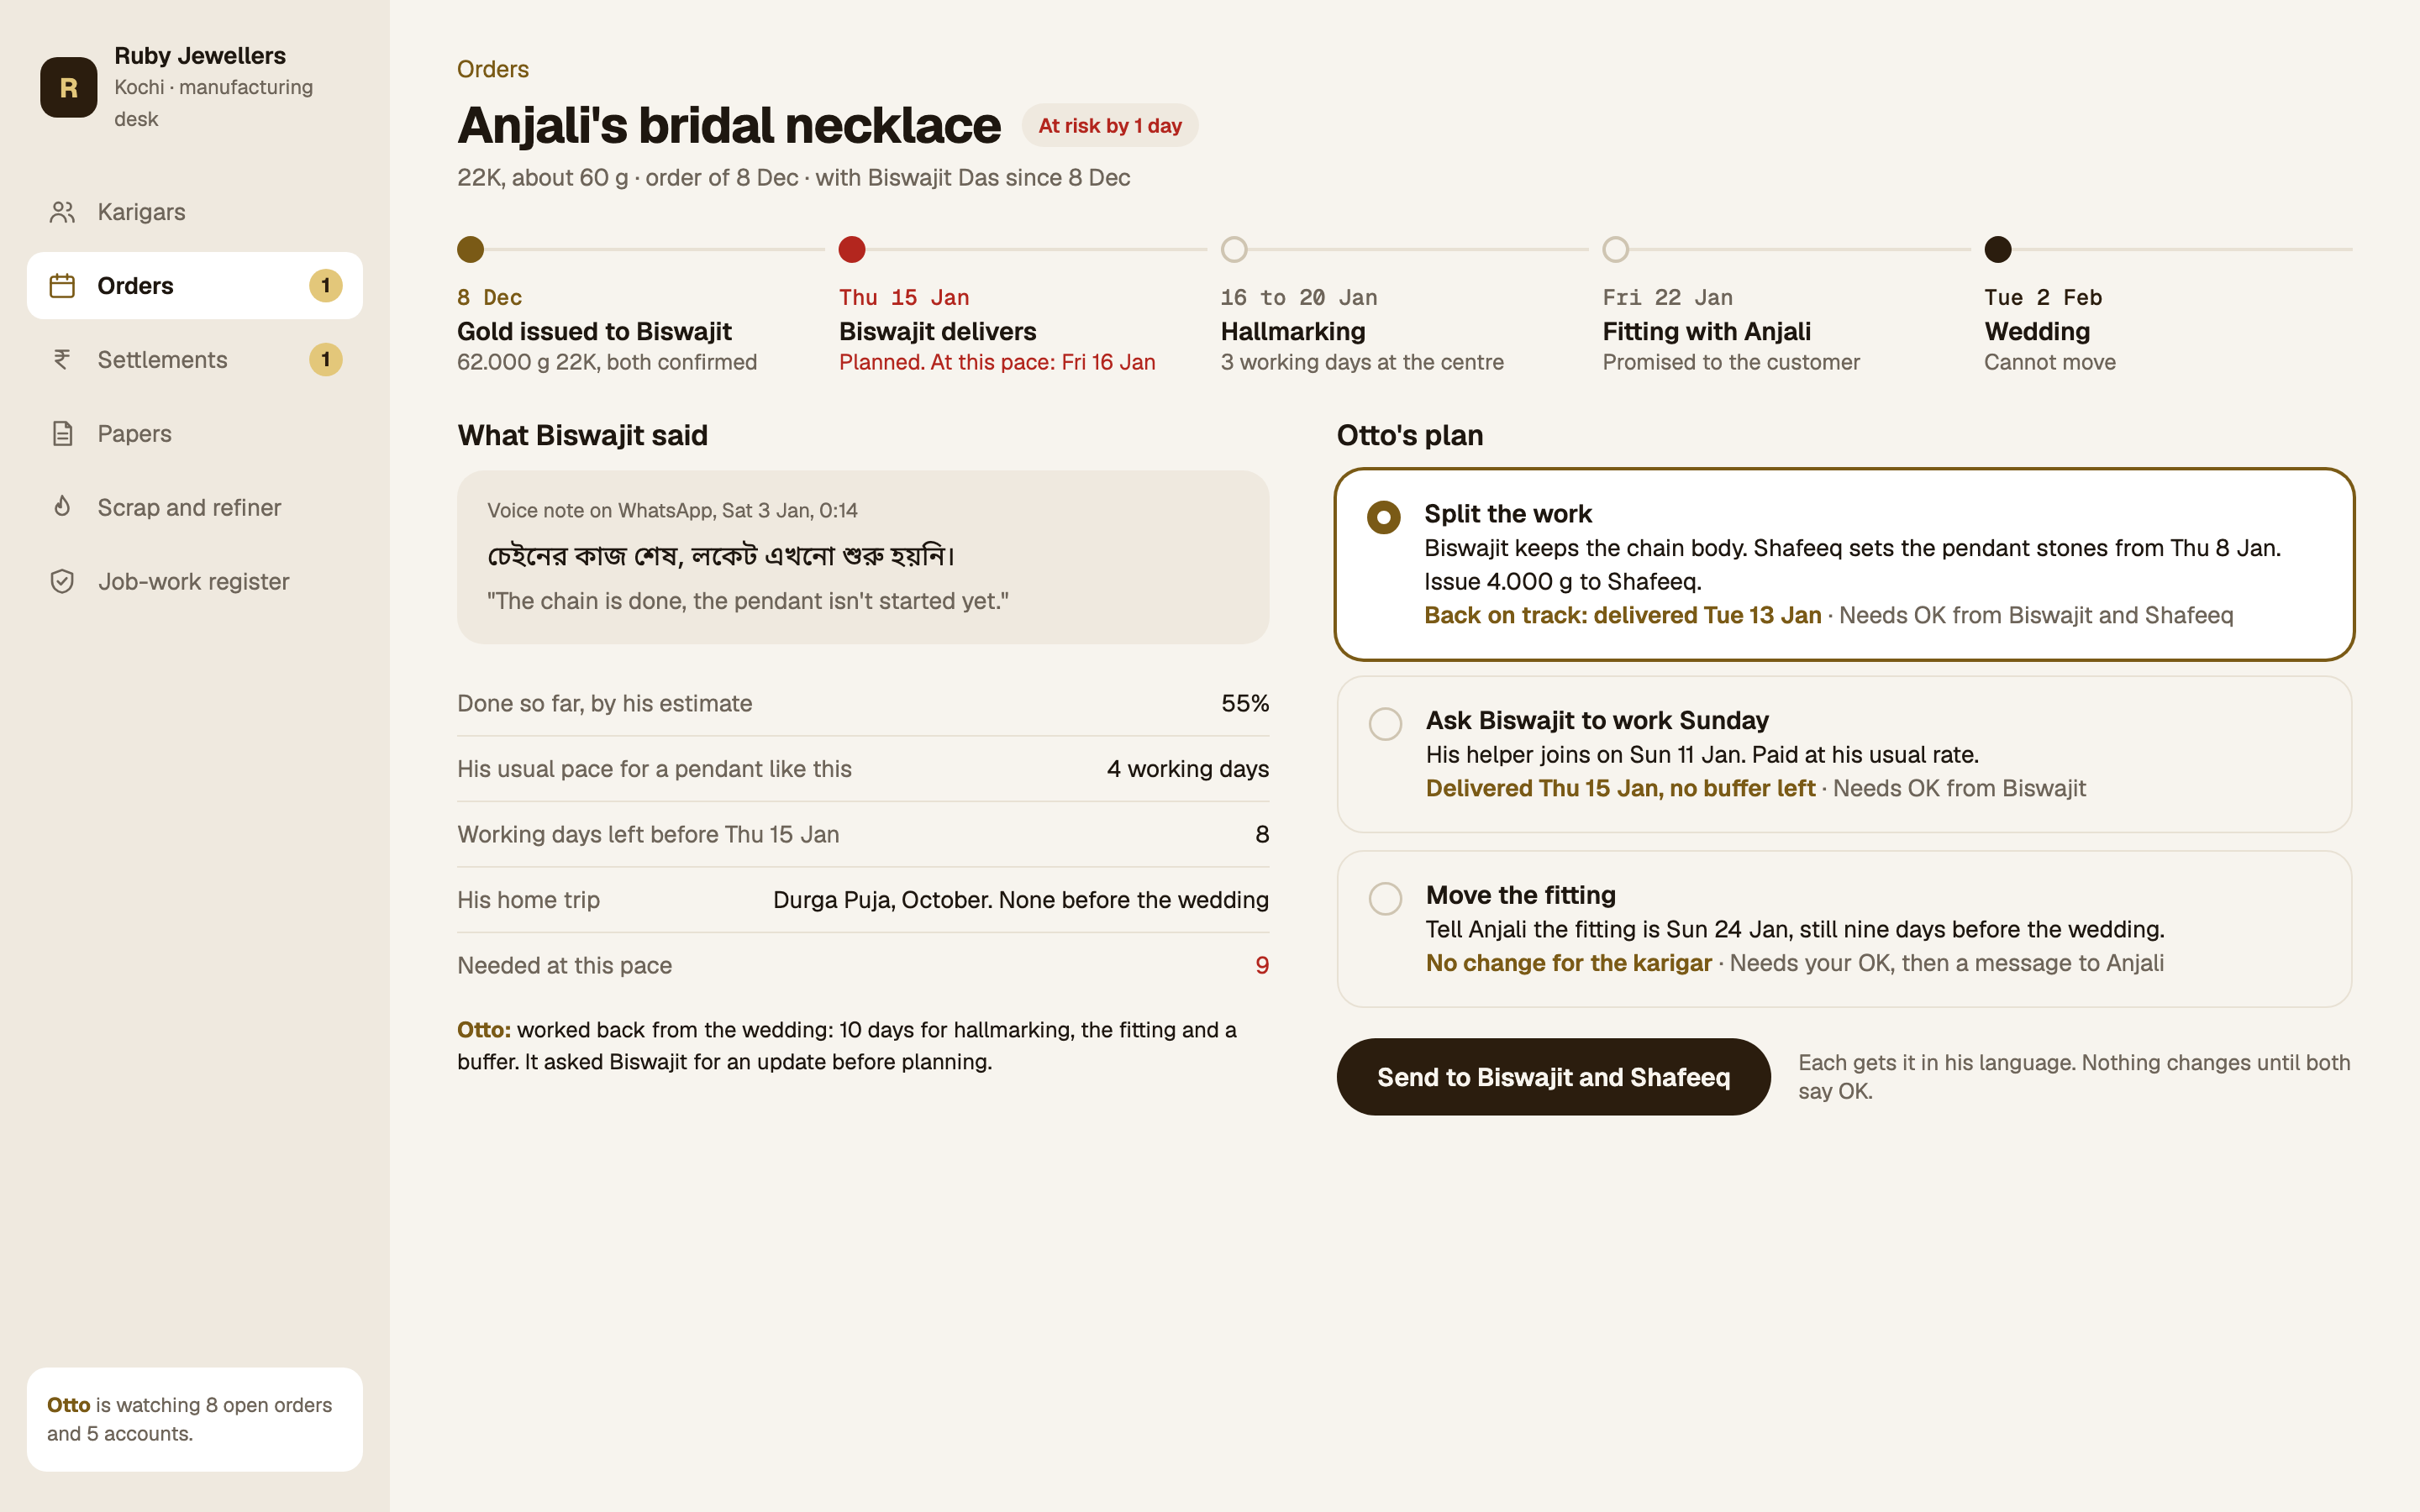 R
Ruby Jewellers
Kochi · manufacturing
desk
Karigars
Orders
1
Settlements
1
Papers
Scrap and refiner
Job-work register
Otto is watching 8 open orders
and 5 accounts.
Orders
Anjali's bridal necklace
At risk by 1 day
22K, about 60 g · order of 8 Dec · with Biswajit Das since 8 Dec
8 Dec
Gold issued to Biswajit
62.000 g 22K, both confirmed
Thu 15 Jan
Biswajit delivers
Planned. At this pace: Fri 16 Jan
16 to 20 Jan
Hallmarking
3 working days at the centre
Fri 22 Jan
Fitting with Anjali
Promised to the customer
Tue 2 Feb
Wedding
Cannot move
What Biswajit said
Voice note on WhatsApp, Sat 3 Jan, 0:14
চেইনের কাজ শেষ, লকেট এখনো শুরু হয়নি।
"The chain is done, the pendant isn't started yet."
Done so far, by his estimate 55%
His usual pace for a pendant like this 4 working days
Working days left before Thu 15 Jan 8
His home trip Durga Puja, October. None before the wedding
Needed at this pace 9
Otto: worked back from the wedding: 10 days for hallmarking, the fitting and a
buffer. It asked Biswajit for an update before planning.
Otto's plan
Split the work
Biswajit keeps the chain body. Shafeeq sets the pendant stones from Thu 8 Jan.
Issue 4.000 g to Shafeeq.
Back on track: delivered Tue 13 Jan · Needs OK from Biswajit and Shafeeq
Ask Biswajit to work Sunday
His helper joins on Sun 11 Jan. Paid at his usual rate.
Delivered Thu 15 Jan, no buffer left · Needs OK from Biswajit
Move the fitting
Tell Anjali the fitting is Sun 24 Jan, still nine days before the wedding.
No change for the karigar · Needs your OK, then a message to Anjali
Send to Biswajit and Shafeeq
Each gets it in his language. Nothing changes until both
say OK.